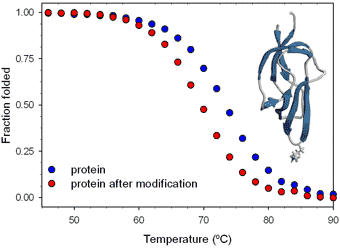 1.00
0.75
0.50
0.25
0.00
Fraction folded
protein
protein after modification
50 60 70 80 90
Temperature (ºC)